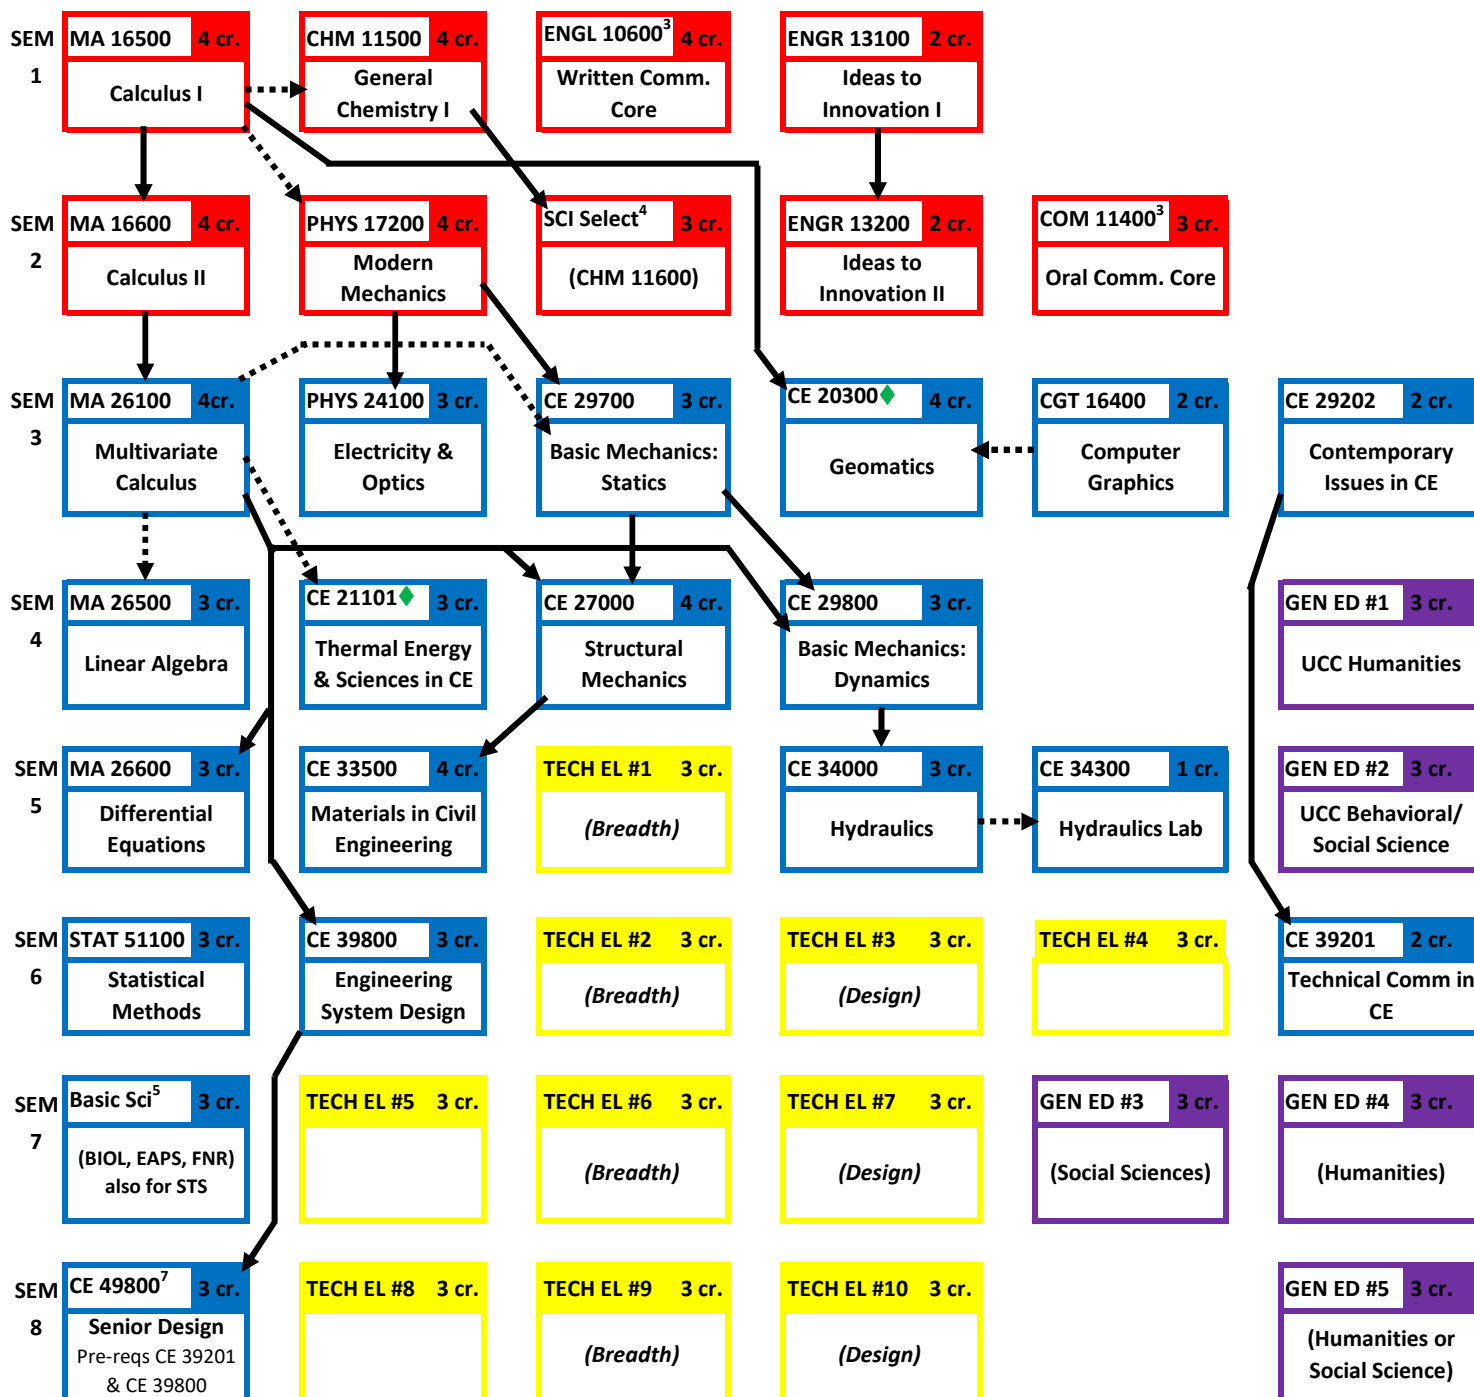 SEM 1
MA 16500 4 cr.
Calculus I
CHM 11500 4 cr.
General
Chemistry I
ENGL 10600³ 4 cr.
Written Comm.
Core
ENGR 13100 2 cr.
Ideas to
Innovation I
SEM 2
MA 16600 4 cr.
Calculus II
PHYS 17200 4 cr.
Modern
Mechanics
SCI Select⁴ 3 cr.
(CHM 11600)
ENGR 13200 2 cr.
Ideas to
Innovation II
COM 11400³ 3 cr.
Oral Comm. Core
SEM 3
MA 26100 4cr.
Multivariate
Calculus
PHYS 24100 3 cr.
Electricity &
Optics
CE 29700 3 cr.
Basic Mechanics:
Statics
CE 20300♦ 4 cr.
Geomatics
CGT 16400 2 cr.
Computer
Graphics
CE 29202 2 cr.
Contemporary
Issues in CE
SEM 4
MA 26500 3 cr.
Linear Algebra
CE 21101♦ 3 cr.
Thermal Energy
& Sciences in CE
CE 27000 4 cr.
Structural
Mechanics
CE 29800 3 cr.
Basic Mechanics:
Dynamics
GEN ED #1 3 cr.
UCC Humanities
SEM 5
MA 26600 3 cr.
Differential
Equations
CE 33500 4 cr.
Materials in Civil
Engineering
TECH EL #1 3 cr.
(Breadth)
CE 34000 3 cr.
Hydraulics
CE 34300 1 cr.
Hydraulics Lab
GEN ED #2 3 cr.
UCC Behavioral/
Social Science
SEM 6
STAT 51100 3 cr.
Statistical
Methods
CE 39800 3 cr.
Engineering
System Design
TECH EL #2 3 cr.
(Breadth)
TECH EL #3 3 cr.
(Design)
TECH EL #4 3 cr.
CE 39201 2 cr.
Technical Comm in
CE
SEM 7
Basic Sci⁵ 3 cr.
(BIOL, EAPS, FNR)
also for STS
TECH EL #5 3 cr.
TECH EL #6 3 cr.
(Breadth)
TECH EL #7 3 cr.
(Design)
GEN ED #3 3 cr.
(Social Sciences)
GEN ED #4 3 cr.
(Humanities)
SEM 8
CE 49800⁷ 3 cr.
Senior Design
Pre-reqs CE 39201
& CE 39800
TECH EL #8 3 cr.
TECH EL #9 3 cr.
(Breadth)
TECH EL #10 3 cr.
(Design)
GEN ED #5 3 cr.
(Humanities or
Social Science)